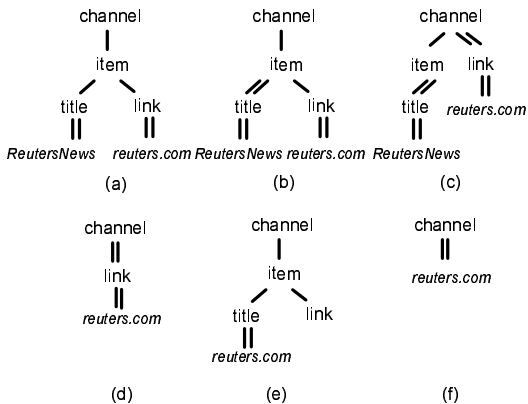 channel channel channel
item item item link
title link title link title reuters.com
ReutersNews reuters.com ReutersNews reuters.com ReutersNews
(a) (b) (c)
channel channel channel
link item reuters.com
reuters.com title link
reuters.com
(d) (e) (f)